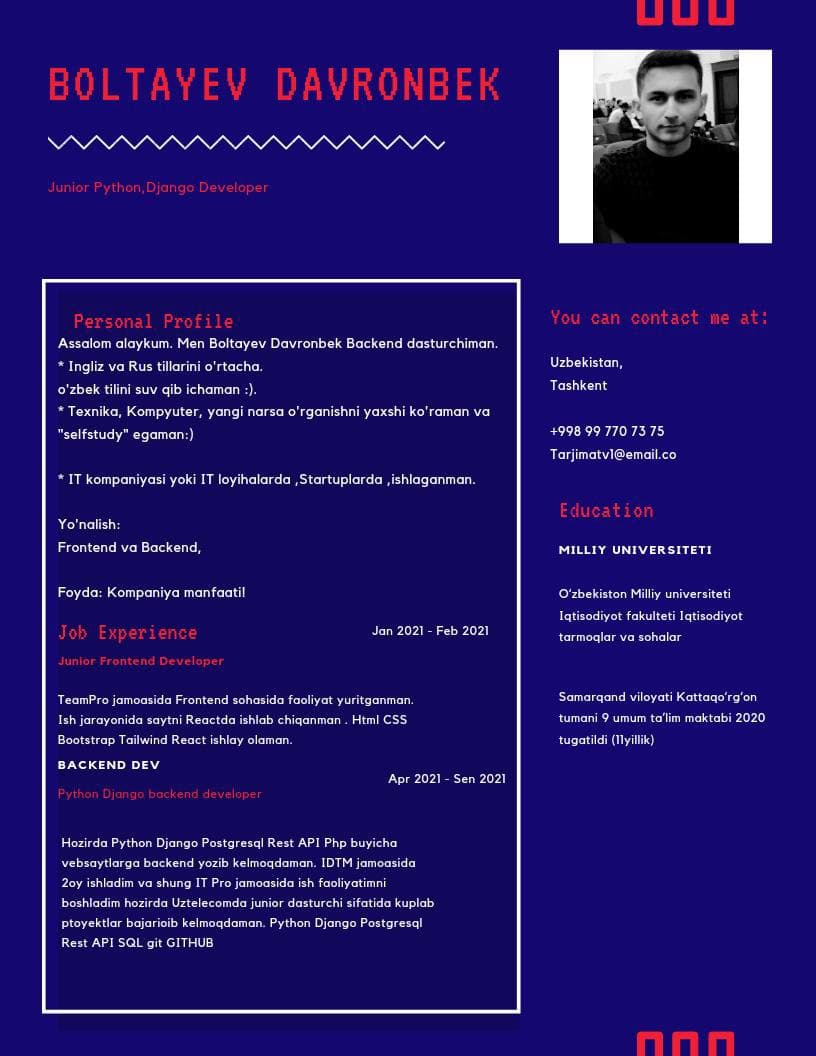 BOLTAYEV DAVRONBEK
Junior Python,Django Developer
Personal Profile
Assalom alaykum. Men Boltayev Davronbek Backend dasturchiman.
* Ingliz va Rus tillarini o'rtacha.
o'zbek tilini suv qib ichaman :).
* Texnika, Kompyuter, yangi narsa o'rganishni yaxshi ko'raman va
"selfstudy" egaman:)
* IT kompaniyasi yoki IT loyihalarda ,Startuplarda ,ishlaganman.
Yo'nalish:
Frontend va Backend,
Foyda: Kompaniya manfaati!
Job Experience
Jan 2021 - Feb 2021
Junior Frontend Developer
TeamPro jamoasida Frontend sohasida faoliyat yuritganman.
Ish jarayonida saytni Reactda ishlab chiqanman . Html CSS
Bootstrap Tailwind React ishlay olaman.
BACKEND DEV
Apr 2021 - Sen 2021
Python Django backend developer
Hozirda Python Django Postgresql Rest API Php buyicha
vebsaytlarga backend yozib kelmoqdaman. IDTM jamoasida
2oy ishladim va shung IT Pro jamoasida ish faoliyatimni
boshladim hozirda Uztelecomda junior dasturchi sifatida kuplab
ptoyektlar bajarioib kelmoqdaman. Python Django Postgresql
Rest API SQL git GITHUB
You can contact me at:
Uzbekistan,
Tashkent
+998 99 770 73 75
Tarjimatv1@email.co
Education
MILLIY UNIVERSITETI
Oʻzbekiston Milliy universiteti
Iqtisodiyot fakulteti Iqtisodiyot
tarmoqlar va sohalar
Samarqand viloyati Kattaqoʻrgʻon
tumani 9 umum taʼlim maktabi 2020
tugatildi (11yillik)